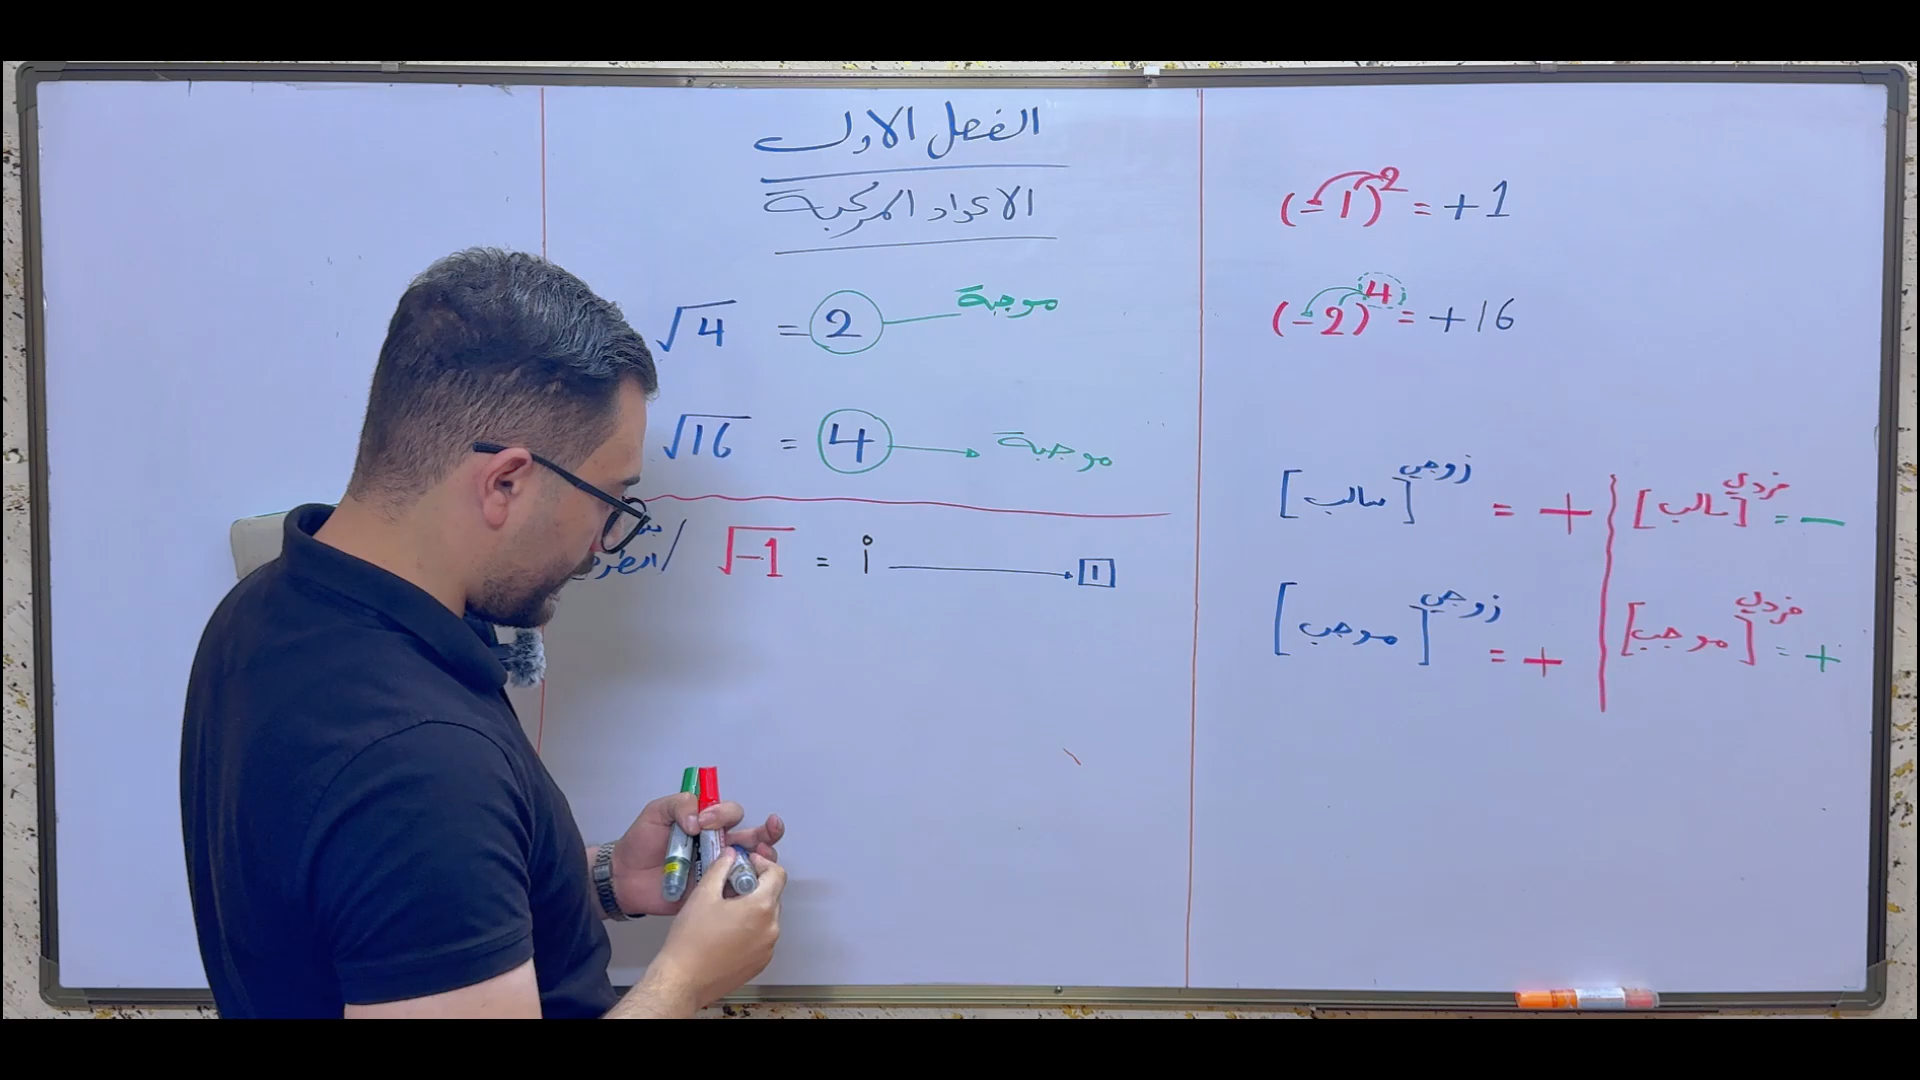 الفصل الاول
الاعداد المركبة
√4 = 2 موجبة
√16 = 4 موجبة
√-1 = i 1
(-1)² = +1
(-2)⁴ = +16
[سالب]زوجي = + [سالب]فردي = -
[موجب]زوجي = + [موجب]فردي = +